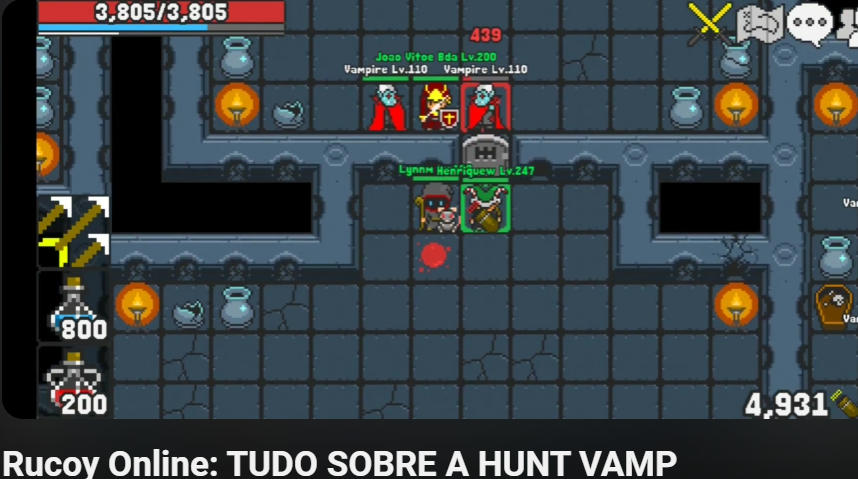 3,805/3,805
439
Joao Vitoe Bda Lv.200
Vampire Lv.110 Vampire Lv.110
Henriquew Lv.247
800
200
4,931
Rucoy Online: TUDO SOBRE A HUNT VAMP